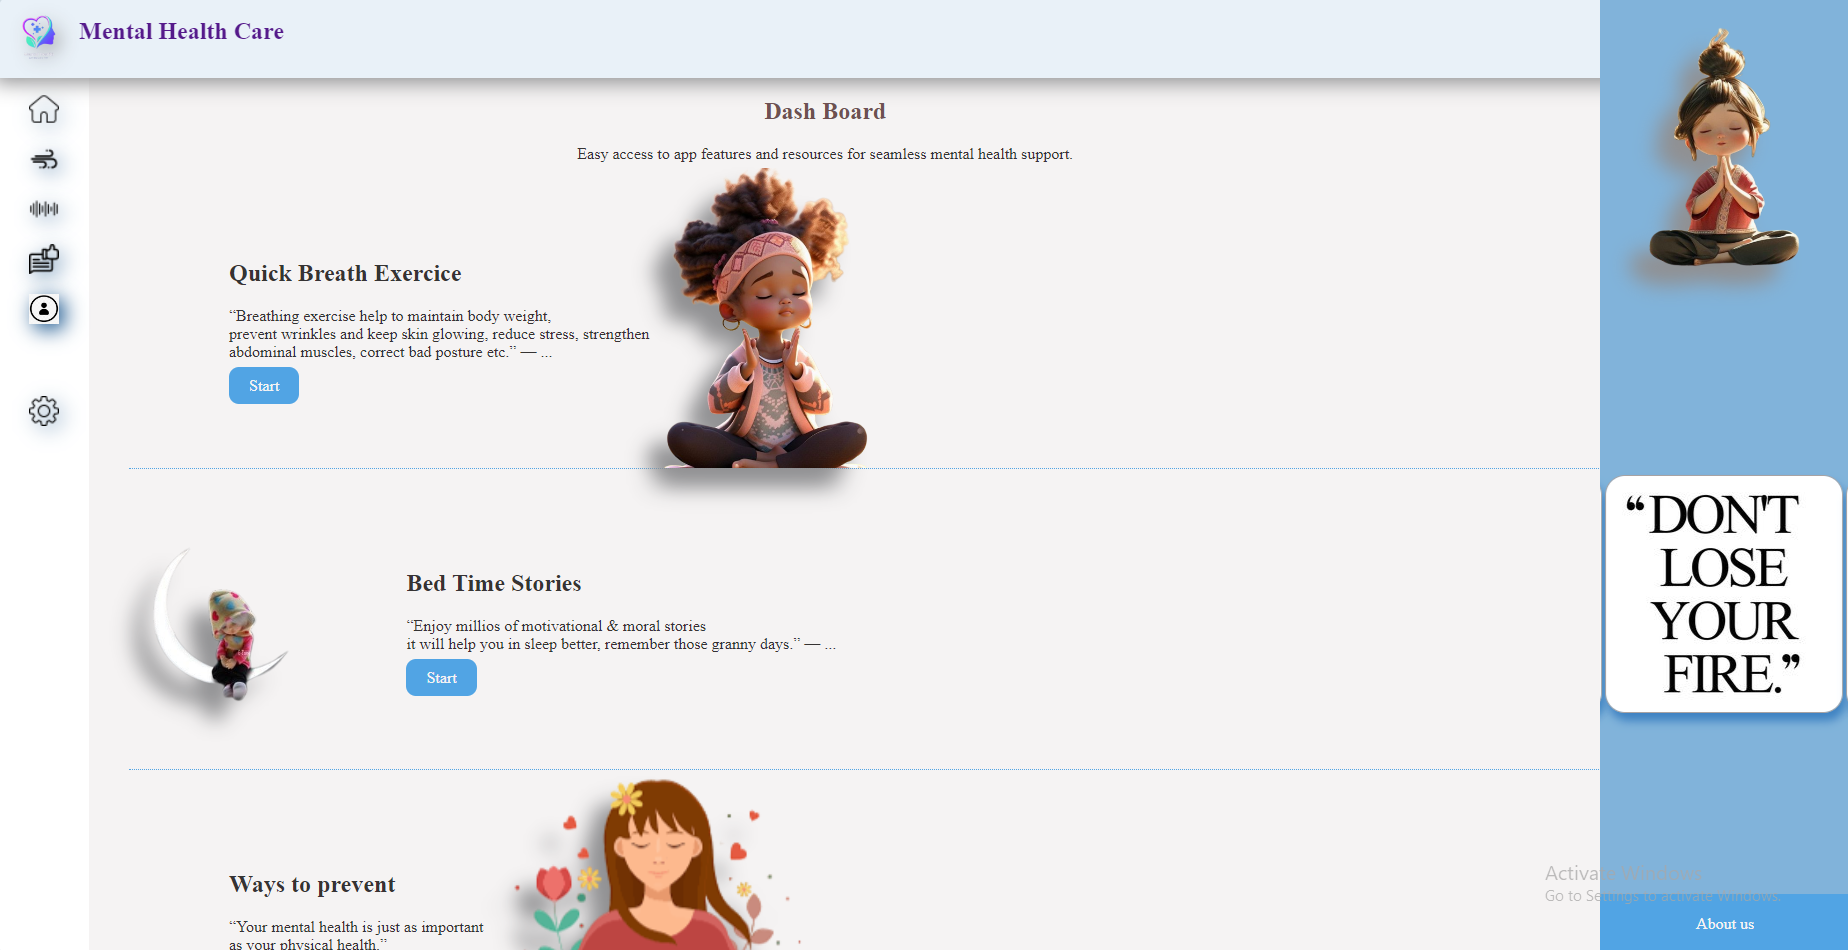 Mental Health Care
Dash Board
Easy access to app features and resources for seamless mental health support.
Quick Breath Exercice
“Breathing exercise help to maintain body weight,
prevent wrinkles and keep skin glowing, reduce stress, strengthen
abdominal muscles, correct bad posture etc.” — ...
Start
Bed Time Stories
“Enjoy millios of motivational & moral stories
it will help you in sleep better, remember those granny days.” — ...
Start
Ways to prevent
“Your mental health is just as important
as your physical health.”
“DON'T
LOSE
YOUR
FIRE.”
Activate Windows
Go to Settings to activate Windows.
About us